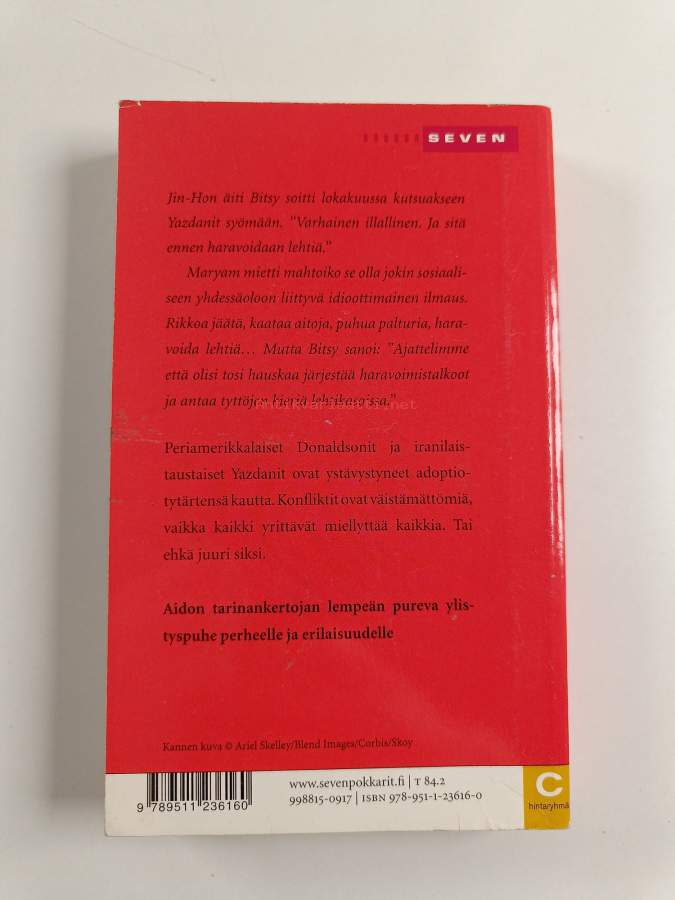 SEVEN
Jin-Hon äiti Bitsy soitti lokakuussa kutsuakseen
Yazdanit syömään. ”Varhainen illallinen. Ja sitä
ennen haravoidaan lehtiä.”
Maryam mietti mahtoiko se olla jokin sosiaali-
seen yhdessäoloon liittyvä idioottimainen ilmaus.
Rikkoa jäätä, kaataa aitoja, puhua palturia, hara-
voida lehtiä… Mutta Bitsy sanoi: ”Ajattelimme
että olisi tosi hauskaa järjestää haravoimistalkoot
ja antaa tyttöjen kieriä lehtikasoissa.”
Periamerikkalaiset Donaldsonit ja iranilais-
taustaiset Yazdanit ovat ystävystyneet adoptio-
tytärtensä kautta. Konfliktit ovat väistämättömiä,
vaikka kaikki yrittävät miellyttää kaikkia. Tai
ehkä juuri siksi.
Aidon tarinankertojan lempeän pureva ylis-
tyspuhe perheelle ja erilaisuudelle
Kannen kuva © Ariel Skelley/Blend Images/Corbis/Skoy
www.sevenpokkarit.fi | T 84.2
998815-0917 | ISBN 978-951-1-23616-0
9 789511 236160
C
hintaryhmä